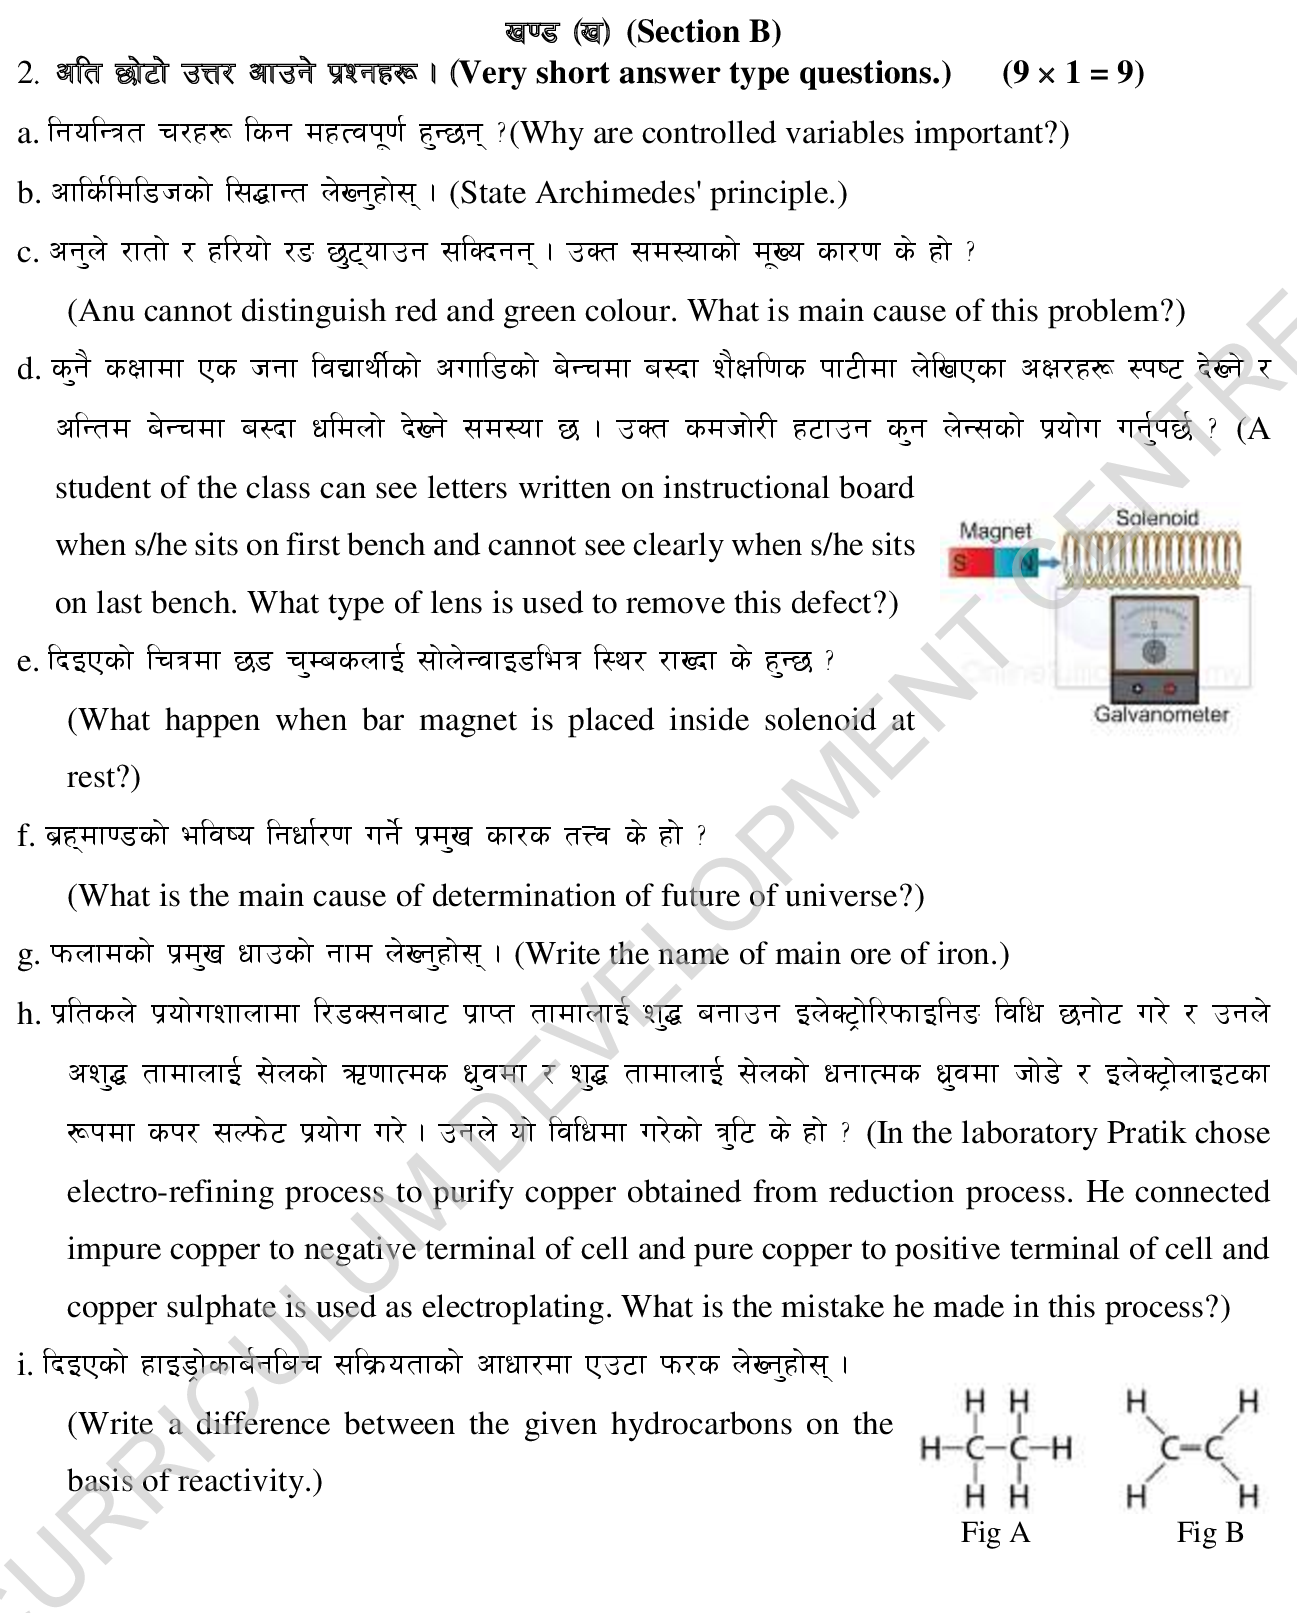 खण्ड (ख) (Section B)
2. अति छोटो उत्तर आउने प्रश्नहरू । (Very short answer type questions.) (9 × 1 = 9)
a. नियन्त्रित चरहरू किन महत्वपूर्ण हुन्छन् ?(Why are controlled variables important?)
b. आर्किमिडिजको सिद्धान्त लेख्नुहोस् । (State Archimedes' principle.)
c. अनुले रातो र हरियो रङ छुट्याउन सक्दिनन् । उक्त समस्याको मूख्य कारण के हो ?
(Anu cannot distinguish red and green colour. What is main cause of this problem?)
d. कुनै कक्षामा एक जना विद्यार्थीको अगाडिको बेन्चमा बस्दा शैक्षणिक पाटीमा लेखिएका अक्षरहरू स्पष्ट देख्ने र
अन्तिम बेन्चमा बस्दा धमिलो देख्ने समस्या छ । उक्त कमजोरी हटाउन कुन लेन्सको प्रयोग गर्नुपर्छ ? (A
student of the class can see letters written on instructional board
when s/he sits on first bench and cannot see clearly when s/he sits
on last bench. What type of lens is used to remove this defect?)
Magnet
Solenoid
S N
Galvanometer
e. दिइएको चित्रमा छड चुम्बकलाई सोलेन्वाइडभित्र स्थिर राख्दा के हुन्छ ?
(What happen when bar magnet is placed inside solenoid at
rest?)
f. ब्रह्माण्डको भविष्य निर्धारण गर्ने प्रमुख कारक तत्त्व के हो ?
(What is the main cause of determination of future of universe?)
g. फलामको प्रमुख धाउको नाम लेख्नुहोस् । (Write the name of main ore of iron.)
h. प्रतिकले प्रयोगशालामा रिडक्सनबाट प्राप्त तामालाई शुद्ध बनाउन इलेक्ट्रोरिफाइनिङ विधि छनोट गरे र उनले
अशुद्ध तामालाई सेलको ऋणात्मक ध्रुवमा र शुद्ध तामालाई सेलको धनात्मक ध्रुवमा जोडे र इलेक्ट्रोलाइटका
रूपमा कपर सल्फेट प्रयोग गरे । उनले यो विधिमा गरेको त्रुटि के हो ? (In the laboratory Pratik chose
electro-refining process to purify copper obtained from reduction process. He connected
impure copper to negative terminal of cell and pure copper to positive terminal of cell and
copper sulphate is used as electroplating. What is the mistake he made in this process?)
i. दिइएको हाइड्रोकार्बनबिच सक्रियताको आधारमा एउटा फरक लेख्नुहोस् ।
(Write a difference between the given hydrocarbons on the
basis of reactivity.)
H H
H–C–C–H
H H
Fig A
H H
C=C
H H
Fig B
CURRICULUM DEVELOPMENT CENTRE